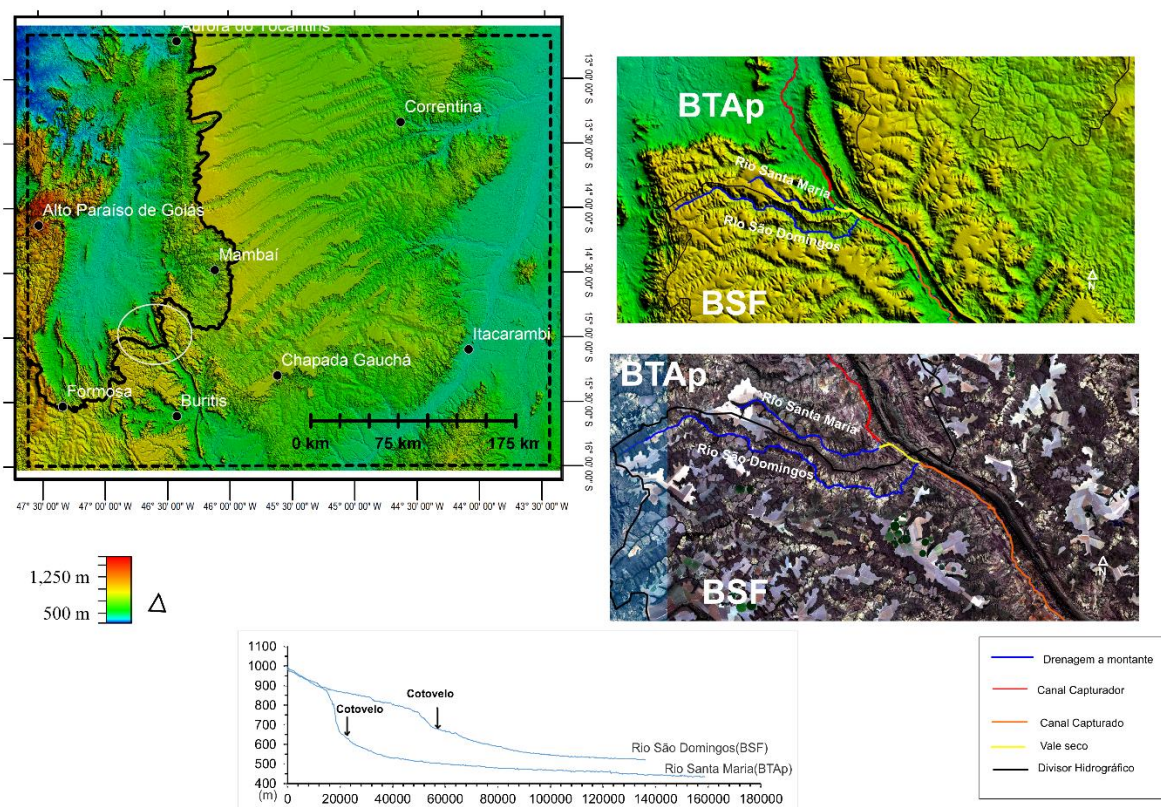 Aurora do Tocantins
Correntina
Alto Paraíso de Goiás
Mambaí
Itacarambi
Chapada Gaucha
Formosa
Buritis
0 km 75 km 175 km
13° 00' 00" S
13° 30' 00" S
14° 00' 00" S
14° 30' 00" S
15° 00' 00" S
15° 30' 00" S
16° 00' 00" S
47° 30' 00" W 47° 00' 00" W 46° 30' 00" W 46° 00' 00" W 45° 30' 00" W 45° 00' 00" W 44° 30' 00" W 44° 00' 00" W 43° 30' 00" W
1,250 m
500 m
BTAp
Rio Santa Maria
Rio São Domingos
BSF
N
BTAp
Rio Santa Maria
Rio São Domingos
BSF
N
1100
1000
900
800
700
600
500
400
(m)
Cotovelo
Cotovelo
Rio São Domingos(BSF)
Rio Santa Maria(BTAp)
0 20000 40000 60000 80000 100000 120000 140000 160000 180000
Drenagem a montante
Canal Capturador
Canal Capturado
Vale seco
Divisor Hidrográfico